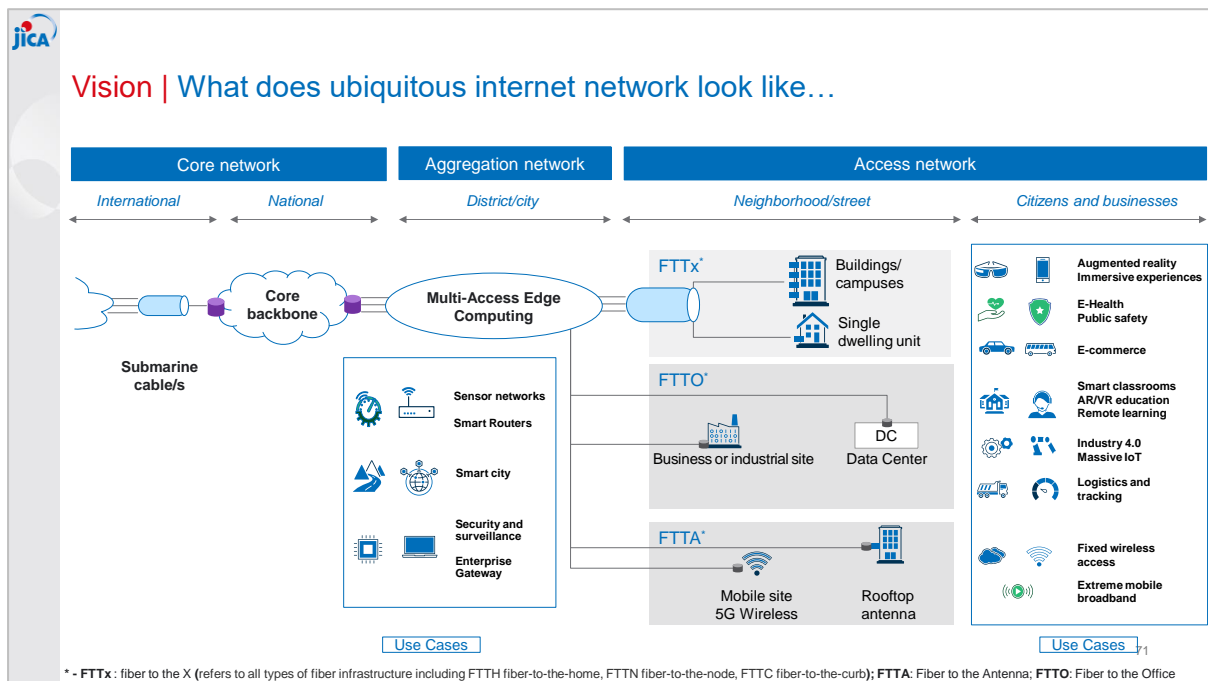 jICA
Vision | What does ubiquitous internet network look like…
Core network
Aggregation network
Access network
International
National
District/city
Neighborhood/street
Citizens and businesses
Submarine
cable/s
Core
backbone
Multi-Access Edge
Computing
Sensor networks
Smart Routers
Smart city
Security and
surveillance
Enterprise
Gateway
Use Cases
FTTx*
Buildings/
campuses
Single
dwelling unit
FTTO*
Business or industrial site
DC
Data Center
FTTA*
Mobile site
5G Wireless
Rooftop
antenna
Augmented reality
Immersive experiences
E-Health
Public safety
E-commerce
Smart classrooms
AR/VR education
Remote learning
Industry 4.0
Massive IoT
Logistics and
tracking
Fixed wireless
access
Extreme mobile
broadband
Use Cases
71
* - FTTx : fiber to the X (refers to all types of fiber infrastructure including FTTH fiber-to-the-home, FTTN fiber-to-the-node, FTTC fiber-to-the-curb); FTTA: Fiber to the Antenna; FTTO: Fiber to the Office